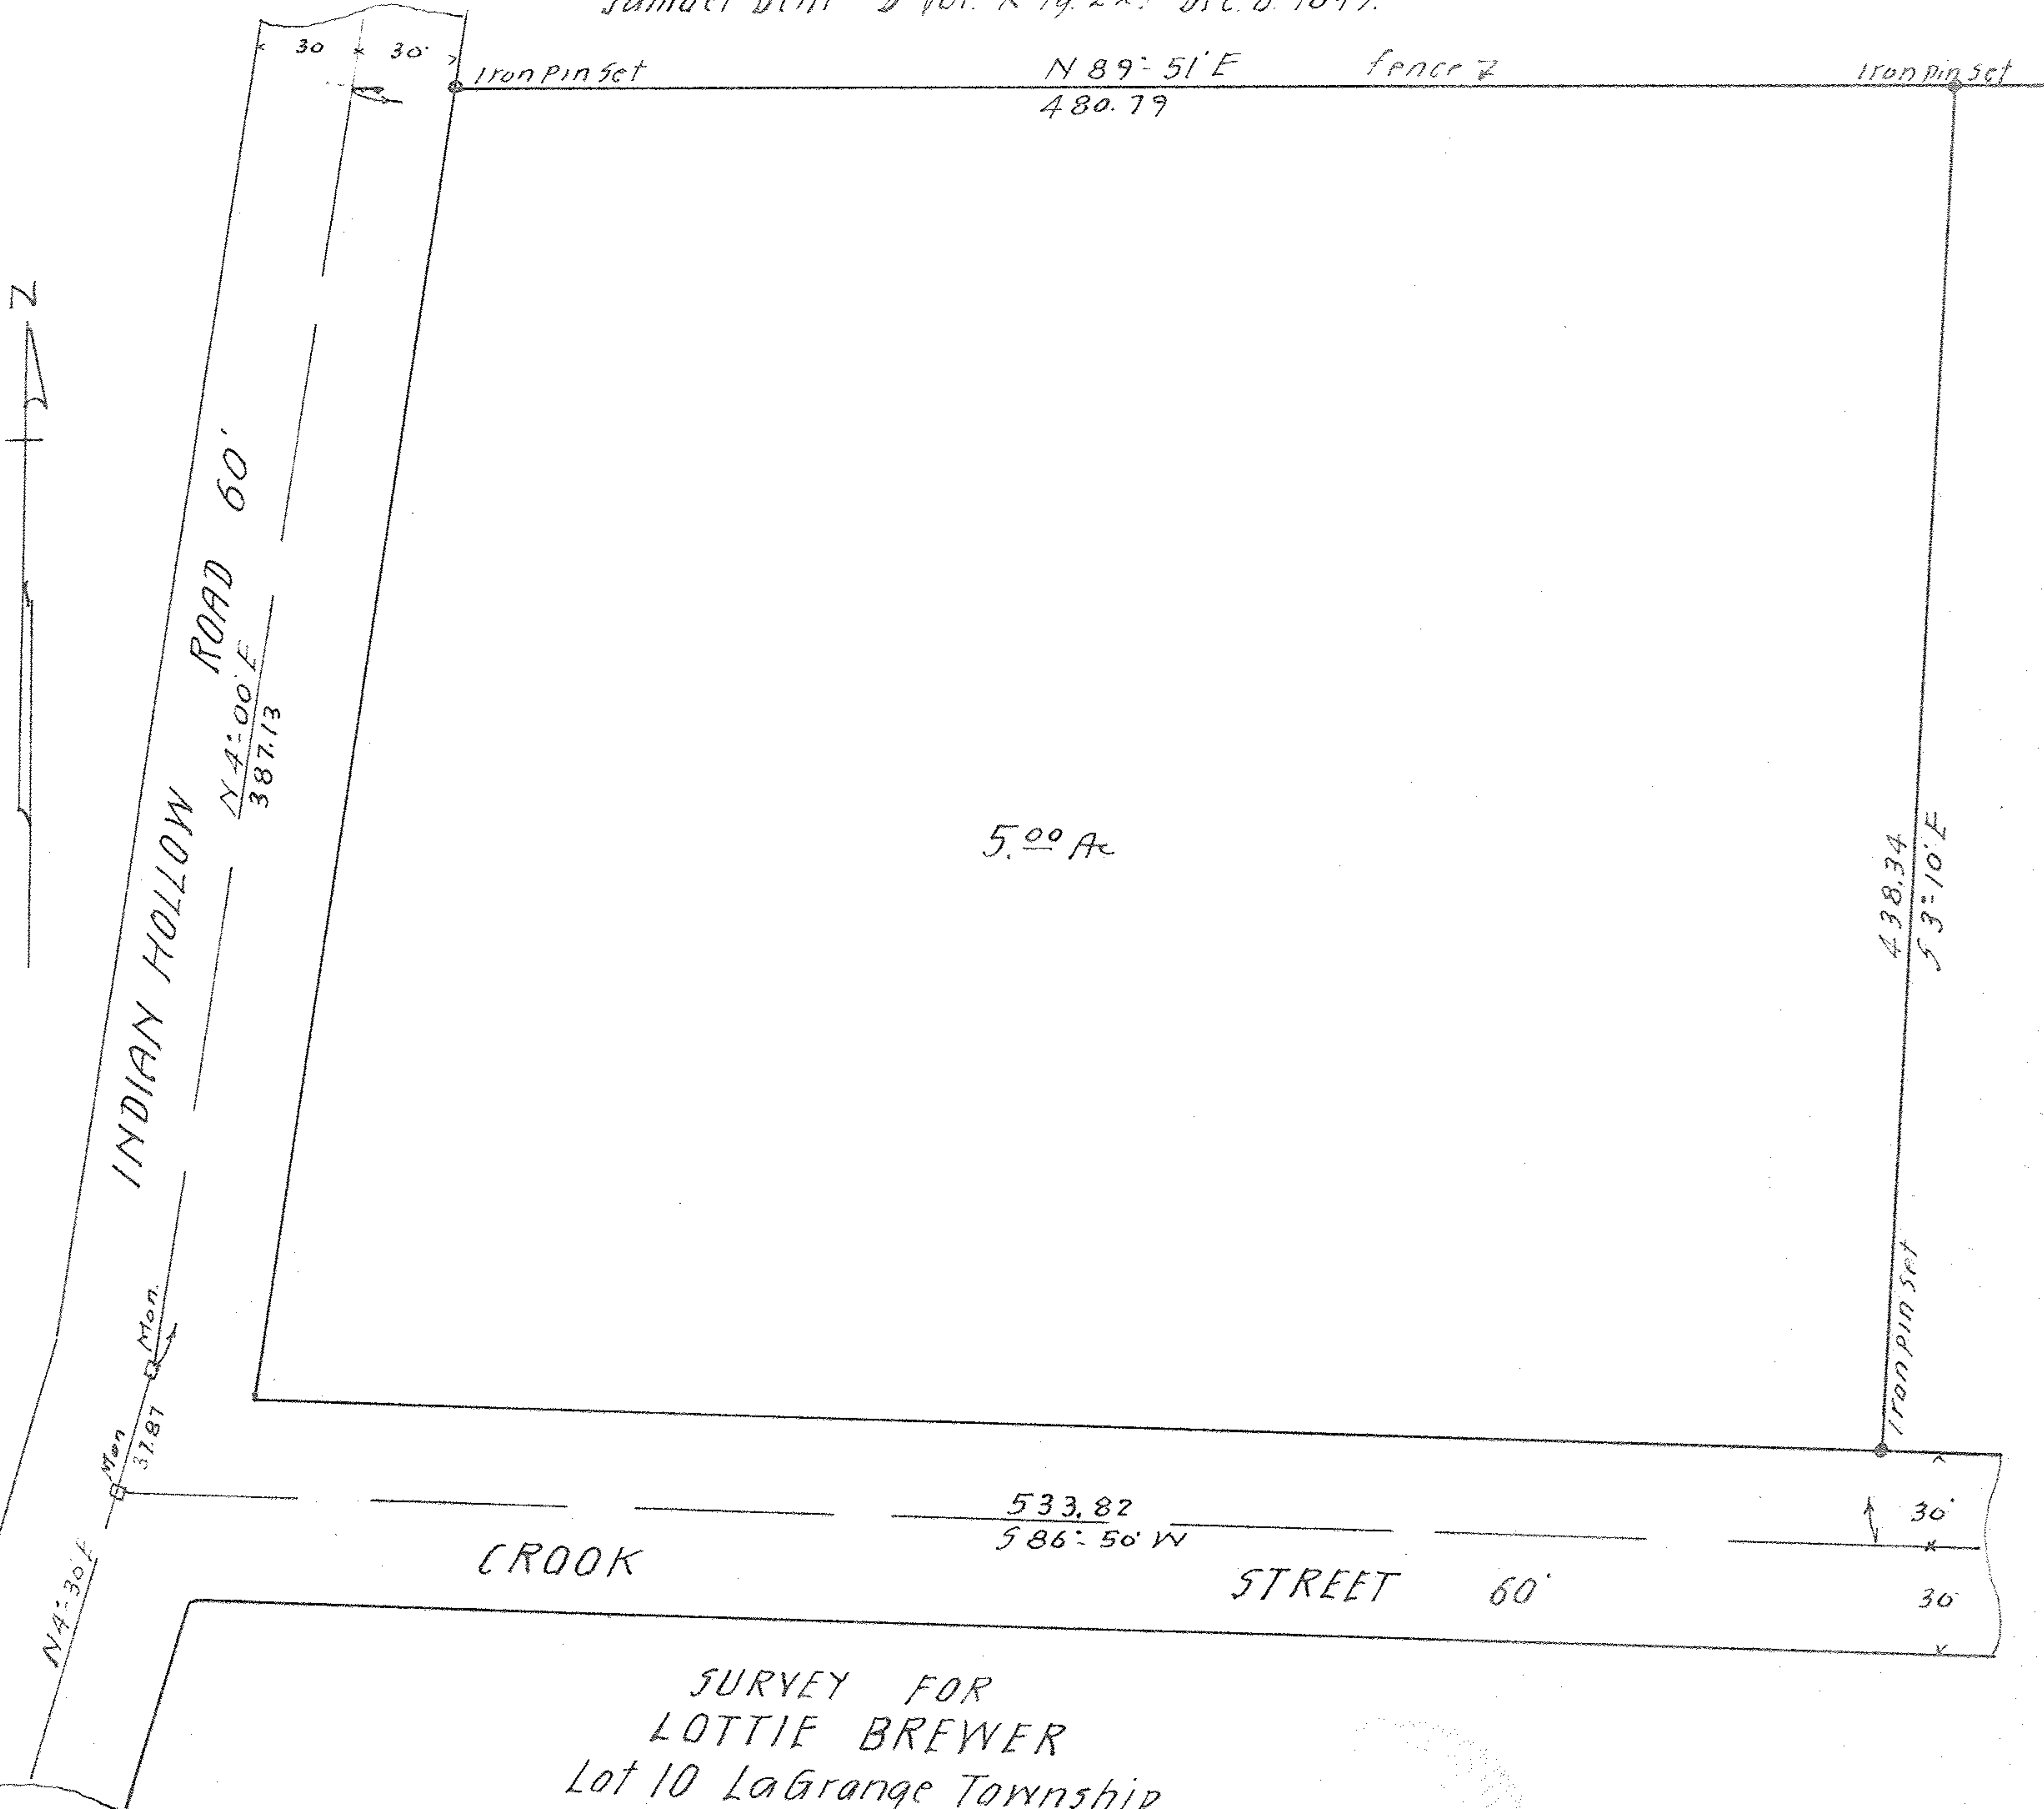 30 30'
Iron Pin Set N 89°-51' E fence Iron pin set
480.79
N
INDIAN HOLLOW ROAD 60'
N 4°-00' E
387.13
5.00 Ac
438.34
S 3°-10' E
Iron pin set
Mon.
Mon
37.87
N 4°-30' E
533.82
S 86°-50' W
CROOK STREET 60'
30'
30'
SURVEY FOR
LOTTIE BREWER
Lot 10 LaGrange Township